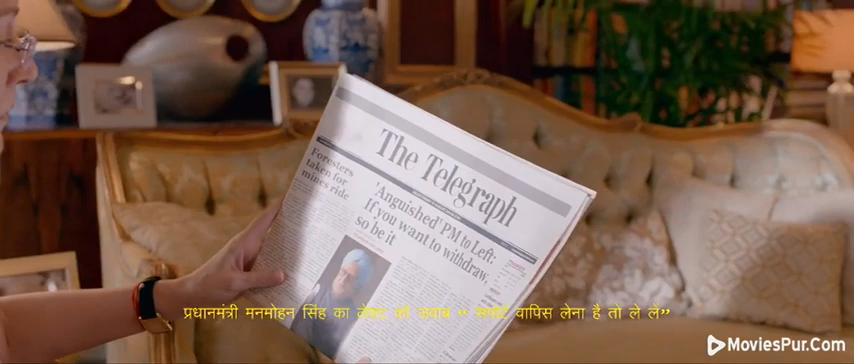 The Telegraph
Foresters
taken for
mines ride
'Anguished' PM to Left:
If you want to withdraw,
so be it
प्रधानमंत्री मनमोहन सिंह का लेफ्ट को जवाब “ सपोर्ट वापिस लेना है तो ले ले”
MoviesPur.Com